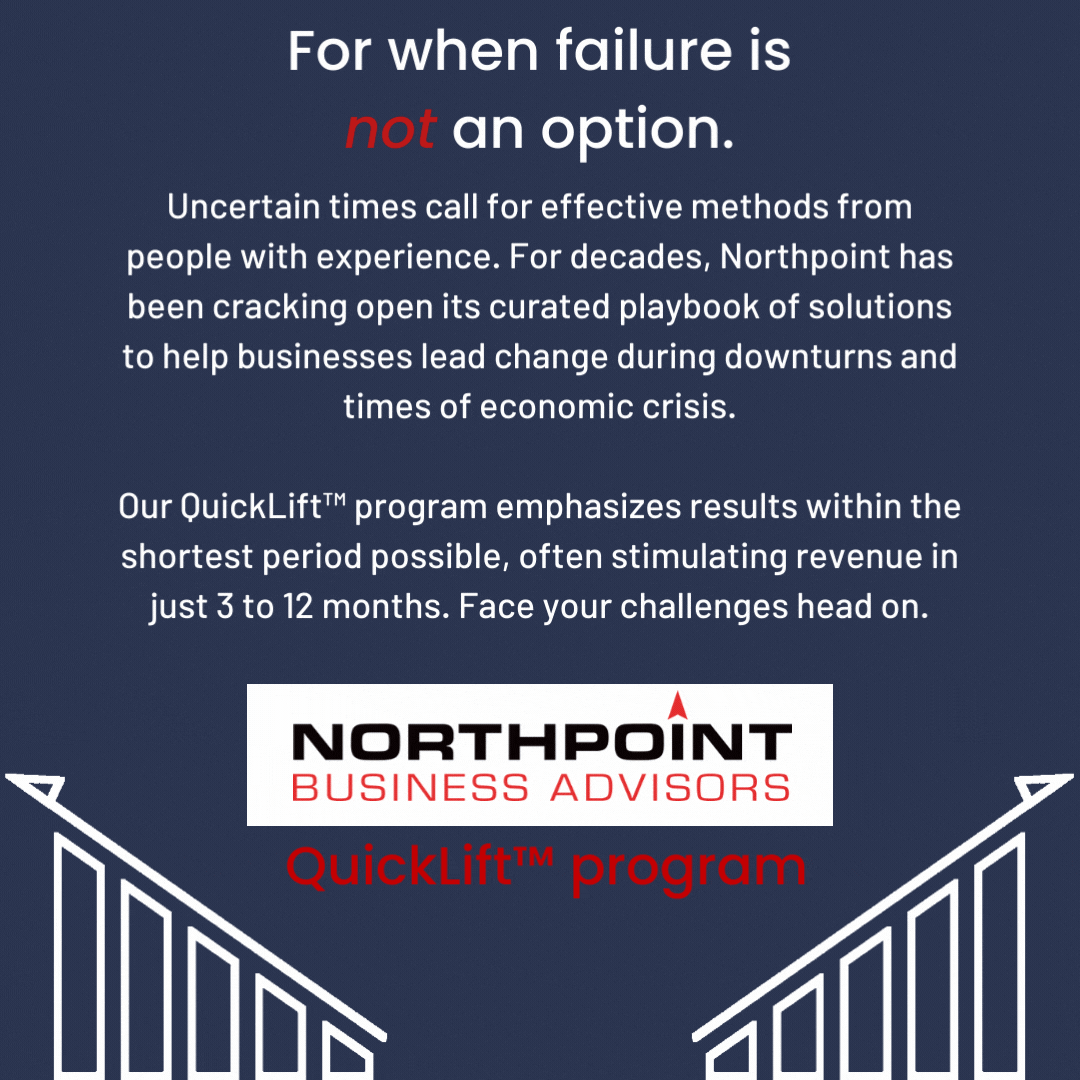 For when failure is
not an option.
Uncertain times call for effective methods from
people with experience. For decades, Northpoint has
been cracking open its curated playbook of solutions
to help businesses lead change during downturns and
times of economic crisis.
Our QuickLift™ program emphasizes results within the
shortest period possible, often stimulating revenue in
just 3 to 12 months. Face your challenges head on.
NORTHPOINT
BUSINESS ADVISORS
QuickLift™ program